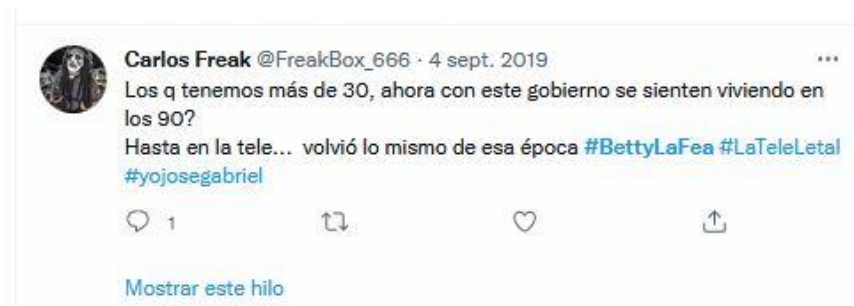 Carlos Freak @FreakBox_666 · 4 sept. 2019
Los q tenemos más de 30, ahora con este gobierno se sienten viviendo en
los 90?
Hasta en la tele... volvió lo mismo de esa época #BettyLaFea #LaTeleLetal
#yojosegabriel
1
Mostrar este hilo